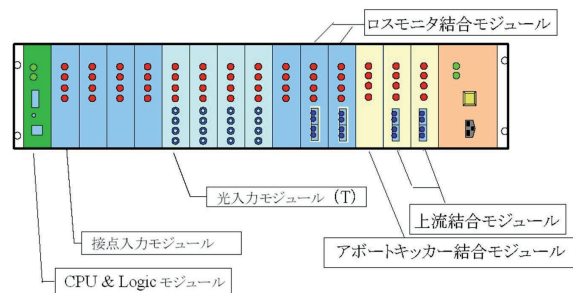 ロスモニタ結合モジュール
光入力モジュール (T)
上流結合モジュール
接点入力モジュール
アボートキッカー結合モジュール
CPU & Logic モジュール